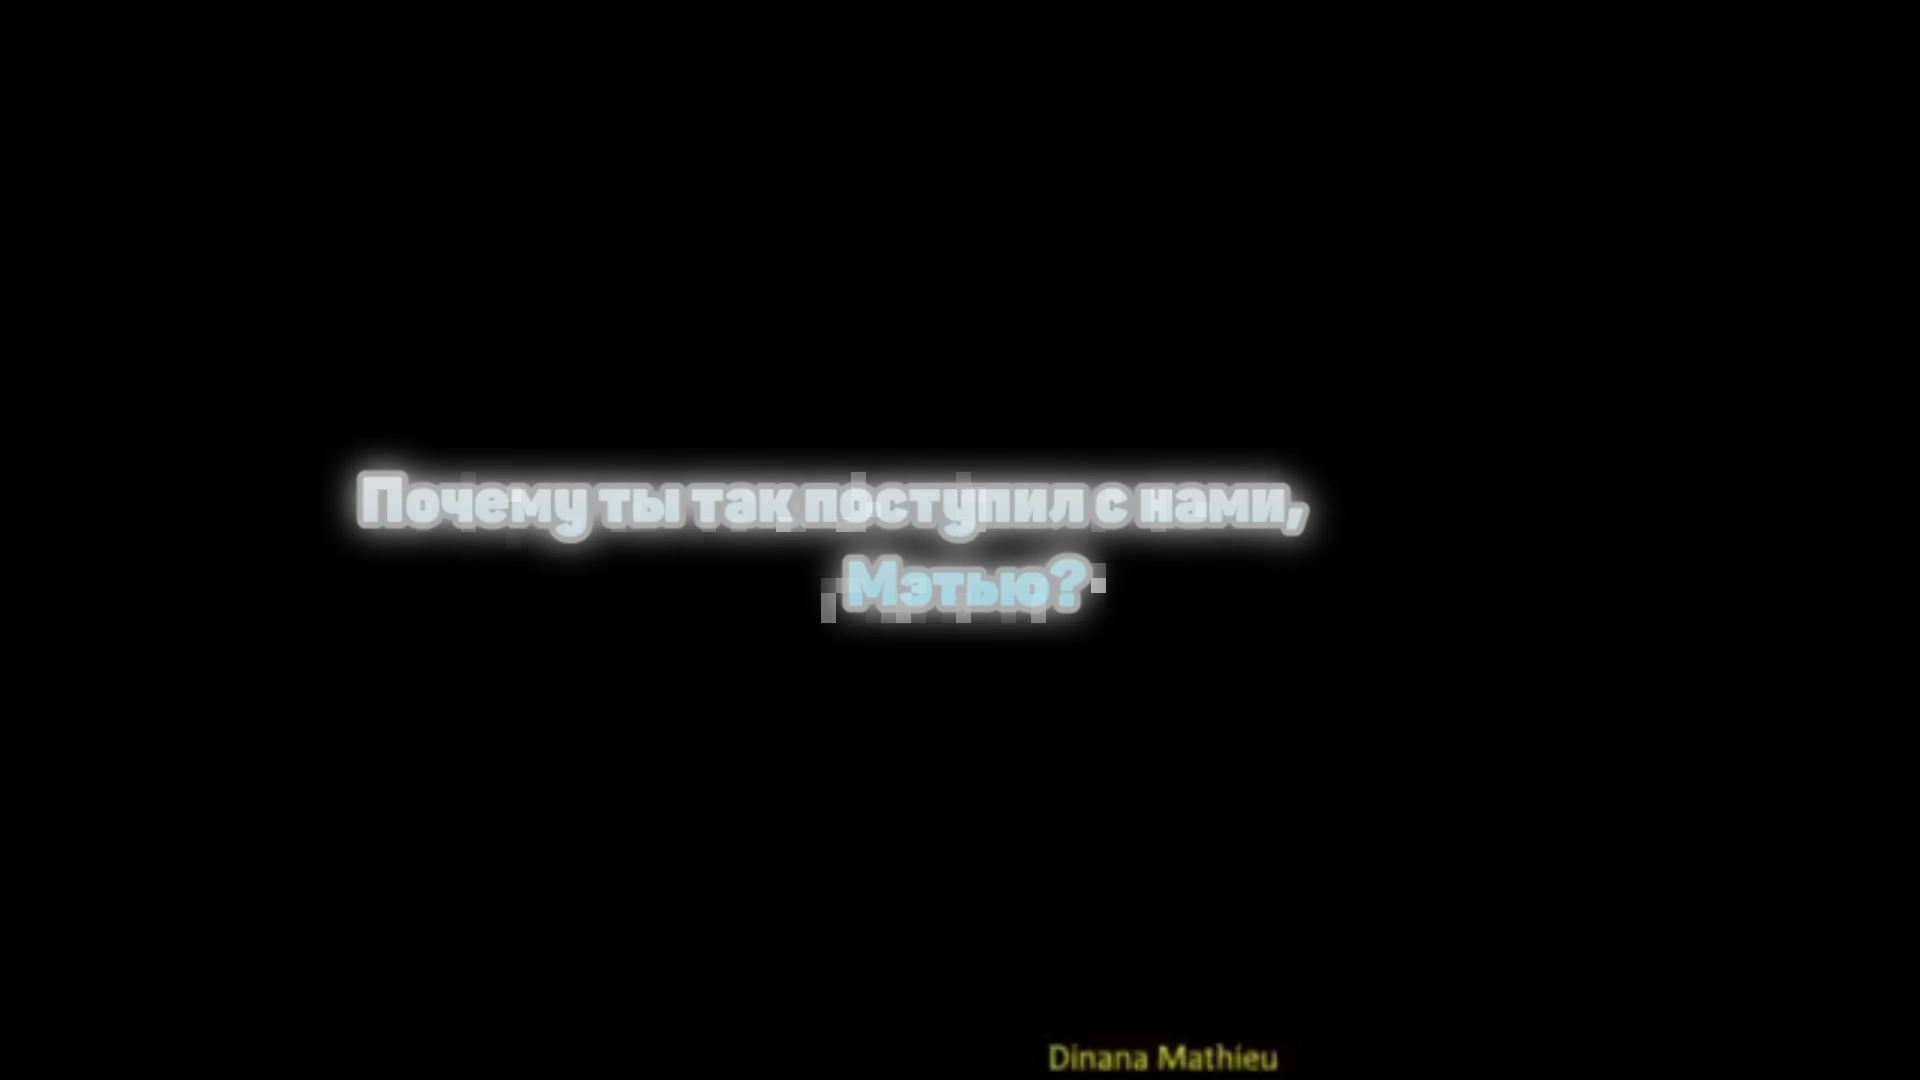 Почему ты так поступил с нами,
Мэтью?
Dinana Mathieu